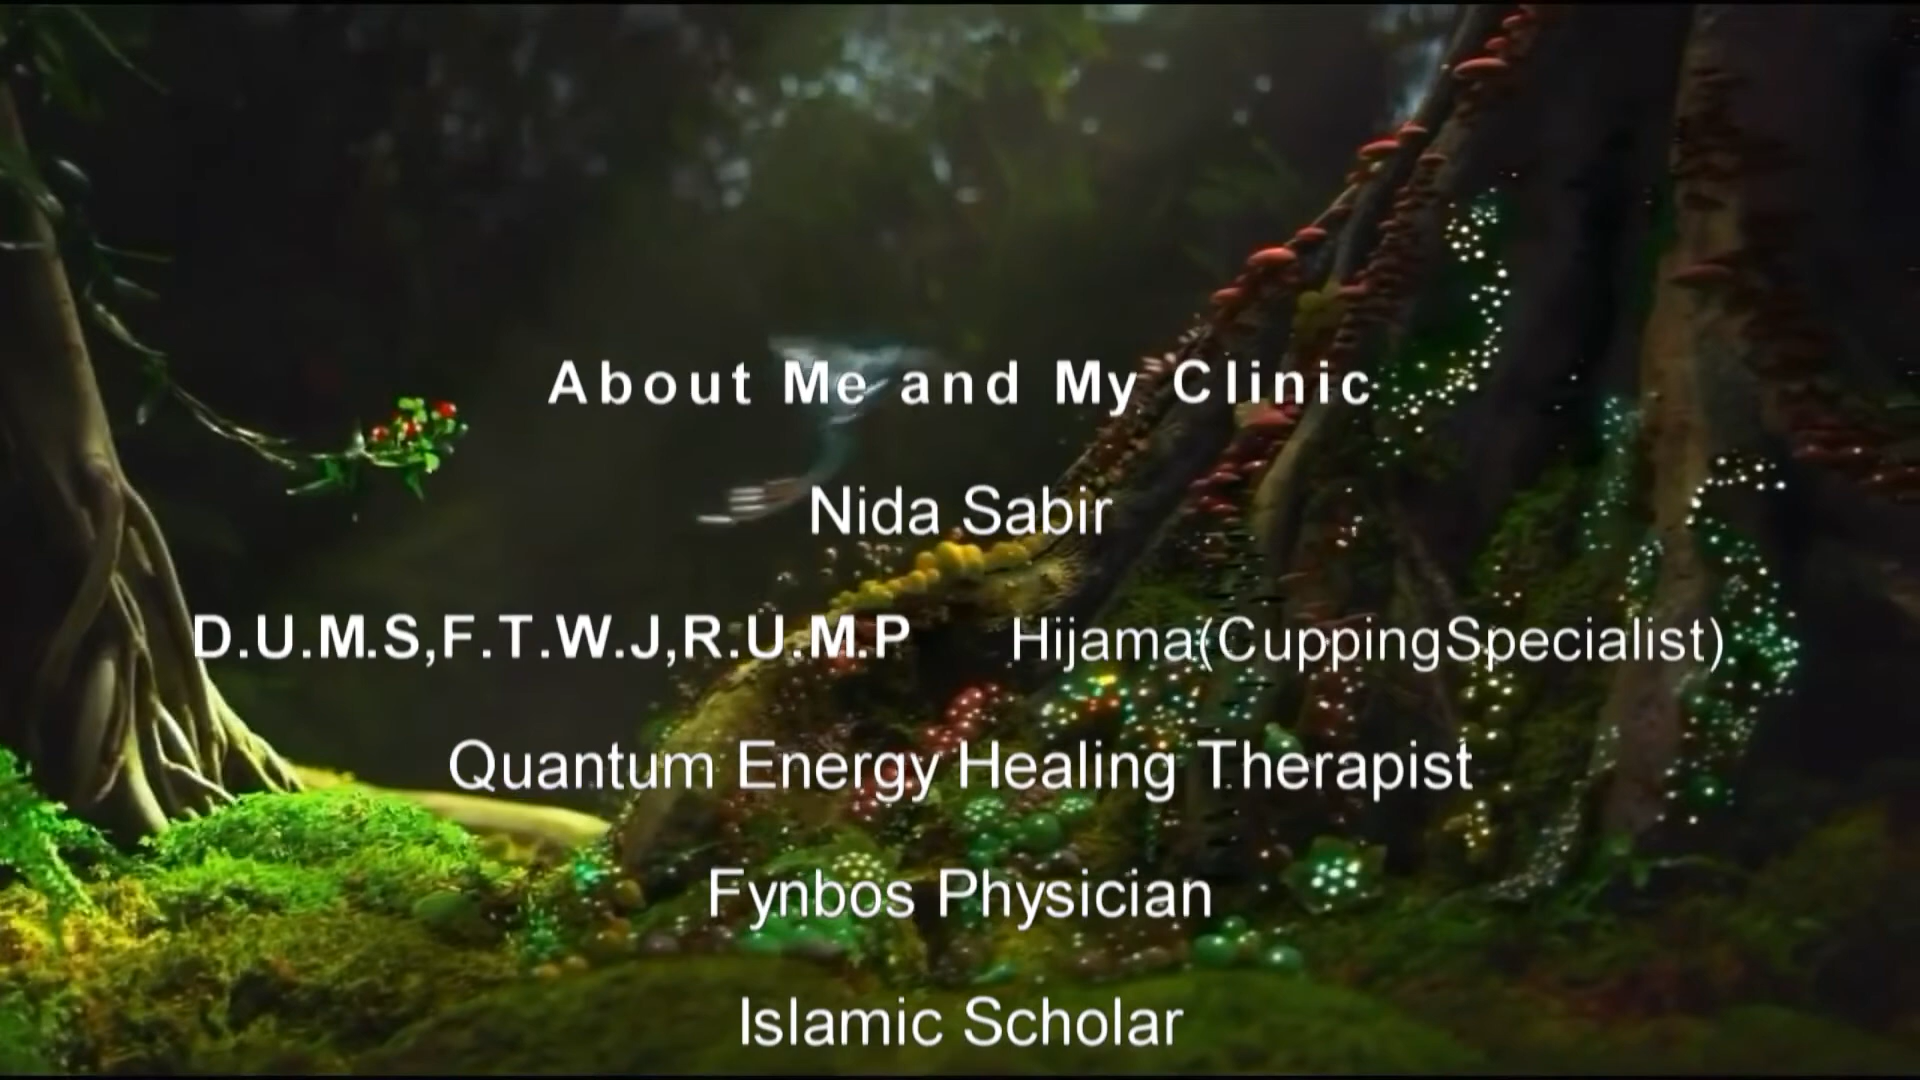 About Me and My Clinic
Nida Sabir
D.U.M.S,F.T.W.J,R.U.M.P Hijama(CuppingSpecialist)
Quantum Energy Healing Therapist
Fynbos Physician
Islamic Scholar